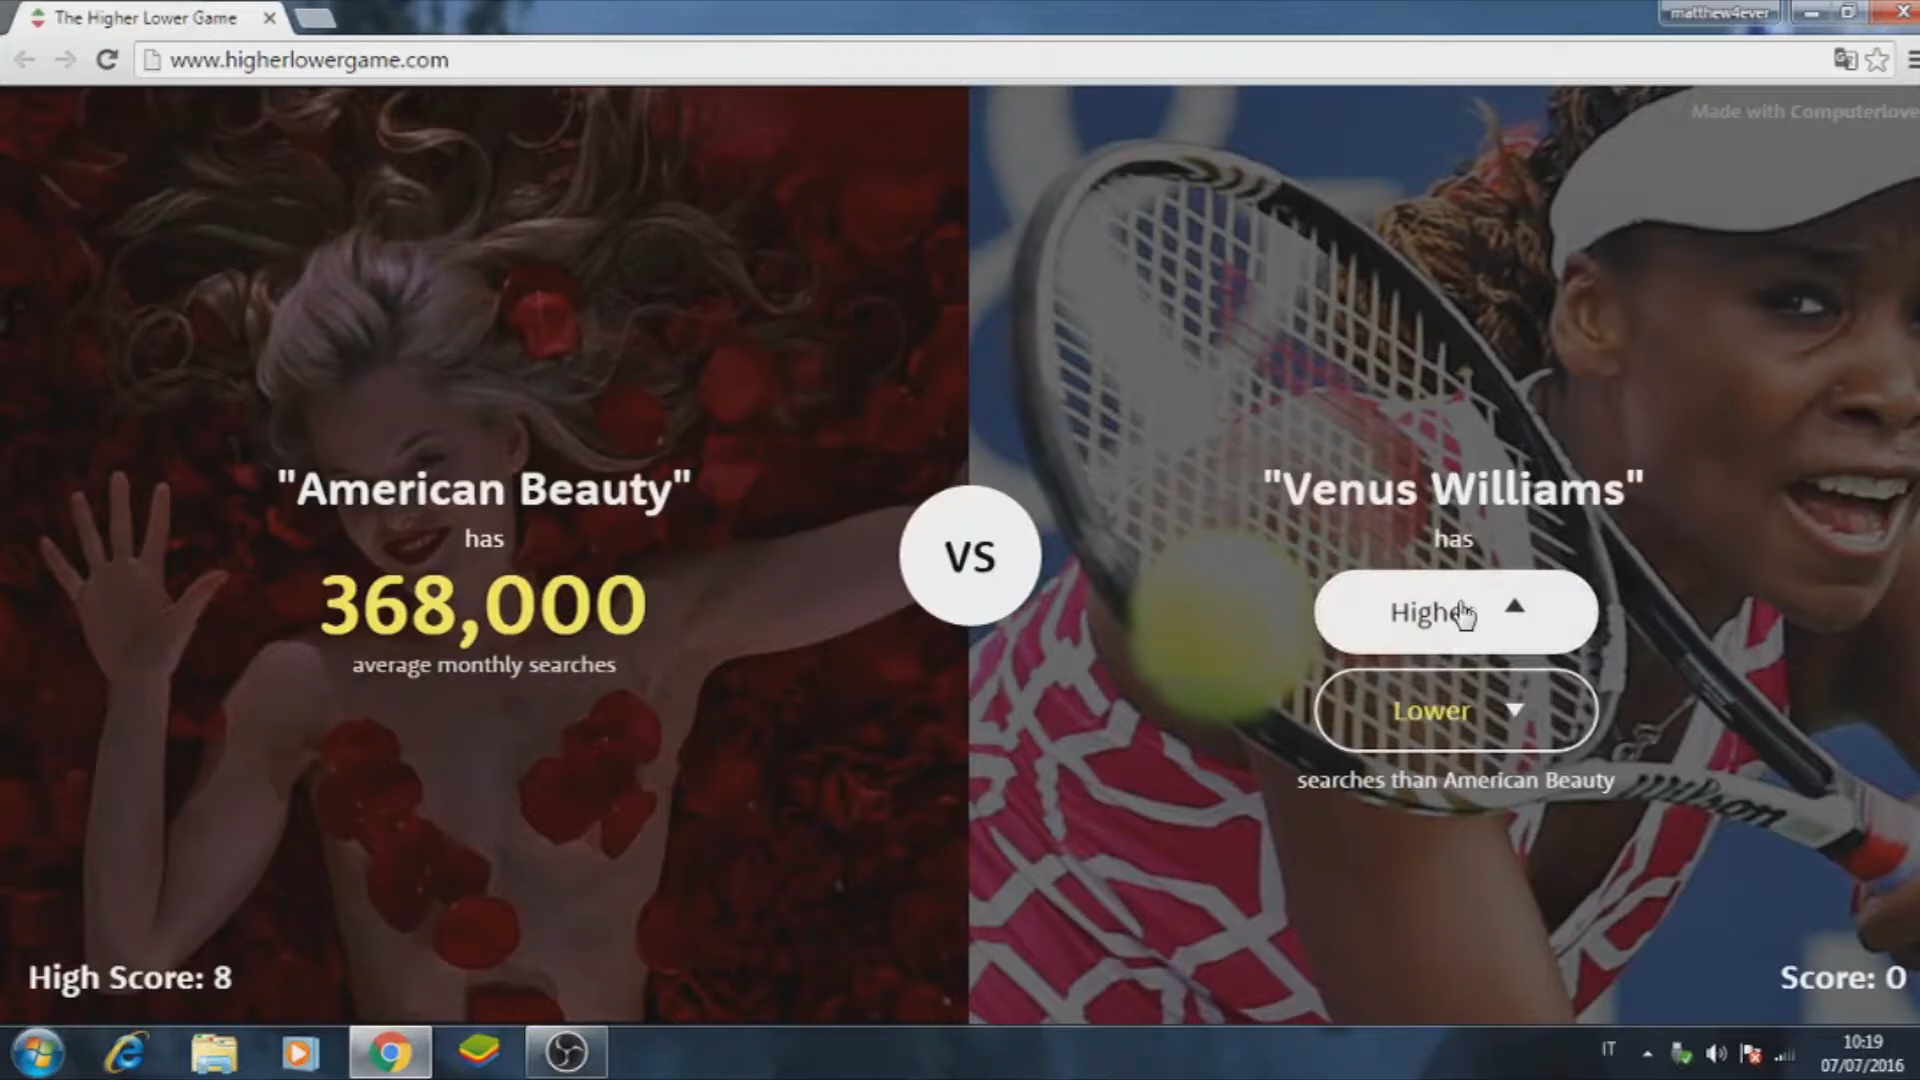 The Higher Lower Game
matthew4ever
www.higherlowergame.com
Made with Computerlove
"American Beauty"
has
368,000
average monthly searches
VS
"Venus Williams"
has
Higher
Lower
searches than American Beauty
wilson
High Score: 8
Score: 0
IT
10:19
07/07/2016